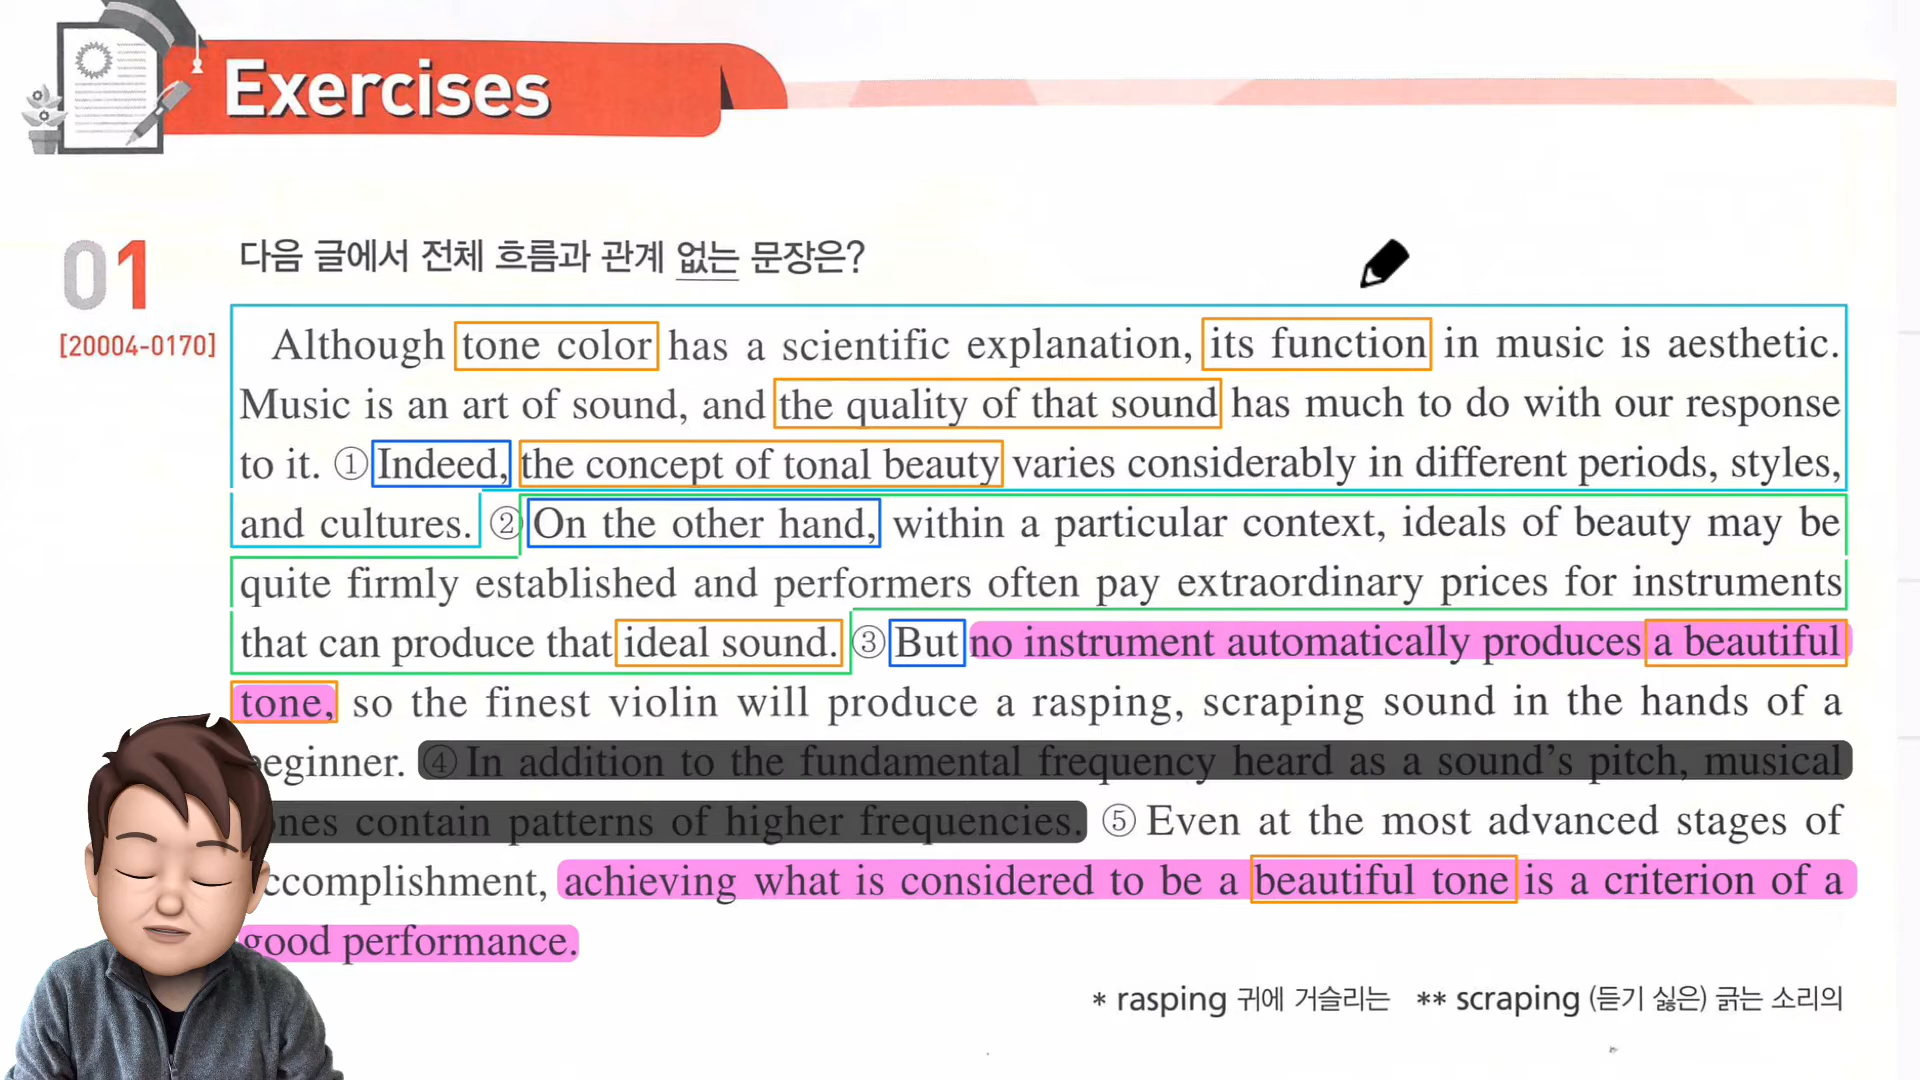 Exercises
01
다음 글에서 전체 흐름과 관계 없는 문장은?
[20004-0170]
Although tone color has a scientific explanation, its function in music is aesthetic.
Music is an art of sound, and the quality of that sound has much to do with our response
to it. ① Indeed, the concept of tonal beauty varies considerably in different periods, styles,
and cultures. ② On the other hand, within a particular context, ideals of beauty may be
quite firmly established and performers often pay extraordinary prices for instruments
that can produce that ideal sound. ③ But no instrument automatically produces a beautiful
tone, so the finest violin will produce a rasping, scraping sound in the hands of a
eginner. ④ In addition to the fundamental frequency heard as a sound's pitch, musical
nes contain patterns of higher frequencies. ⑤ Even at the most advanced stages of
ccomplishment, achieving what is considered to be a beautiful tone is a criterion of a
good performance.
* rasping 귀에 거슬리는 ** scraping (듣기 싫은) 긁는 소리의